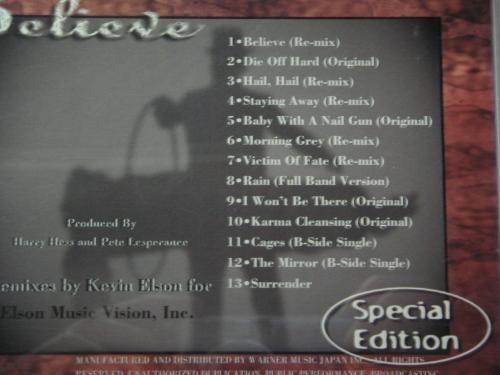 Believe
1•Believe (Re-mix)
2•Die Off Hard (Original)
3•Hail, Hail (Re-mix)
4•Staying Away (Re-mix)
5•Baby With A Nail Gun (Original)
6•Morning Grey (Re-mix)
7•Victim Of Fate (Re-mix)
8•Rain (Full Band Version)
9•I Won't Be There (Original)
10•Karma Cleansing (Original)
11•Cages (B-Side Single)
12•The Mirror (B-Side Single)
13•Surrender
Produced By
Harry Hess and Pete Lesperance
Remixes by Kevin Elson for
Elson Music Vision, Inc.
Special
Edition
MANUFACTURED AND DISTRIBUTED BY WARNER MUSIC JAPAN INC. ALL RIGHTS
RESERVED. UNAUTHORIZED DUPLICATION, PUBLIC PERFORMANCE, BROADCASTING